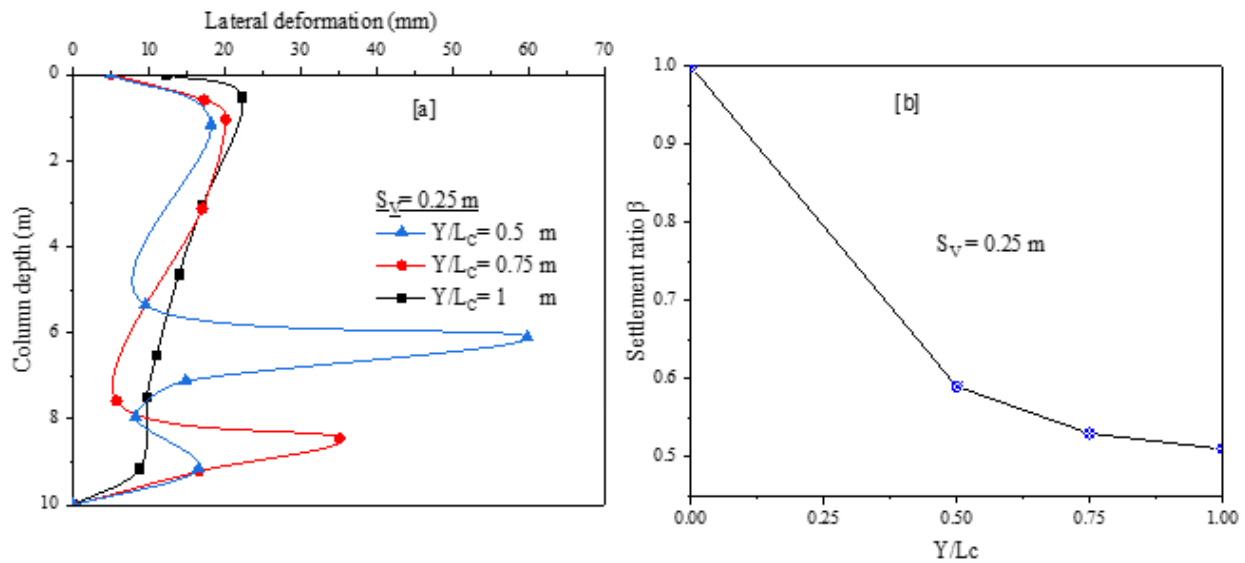 Lateral deformation (mm)
0 10 20 30 40 50 60 70
0
2
4
6
8
10
Column depth (m)
[a]
S_V= 0.25 m
Y/L_C= 0.5 m
Y/L_C= 0.75 m
Y/L_C= 1 m
1.0
0.9
0.8
0.7
0.6
0.5
Settlement ratio β
[b]
S_V= 0.25 m
0.00 0.25 0.50 0.75 1.00
Y/Lc